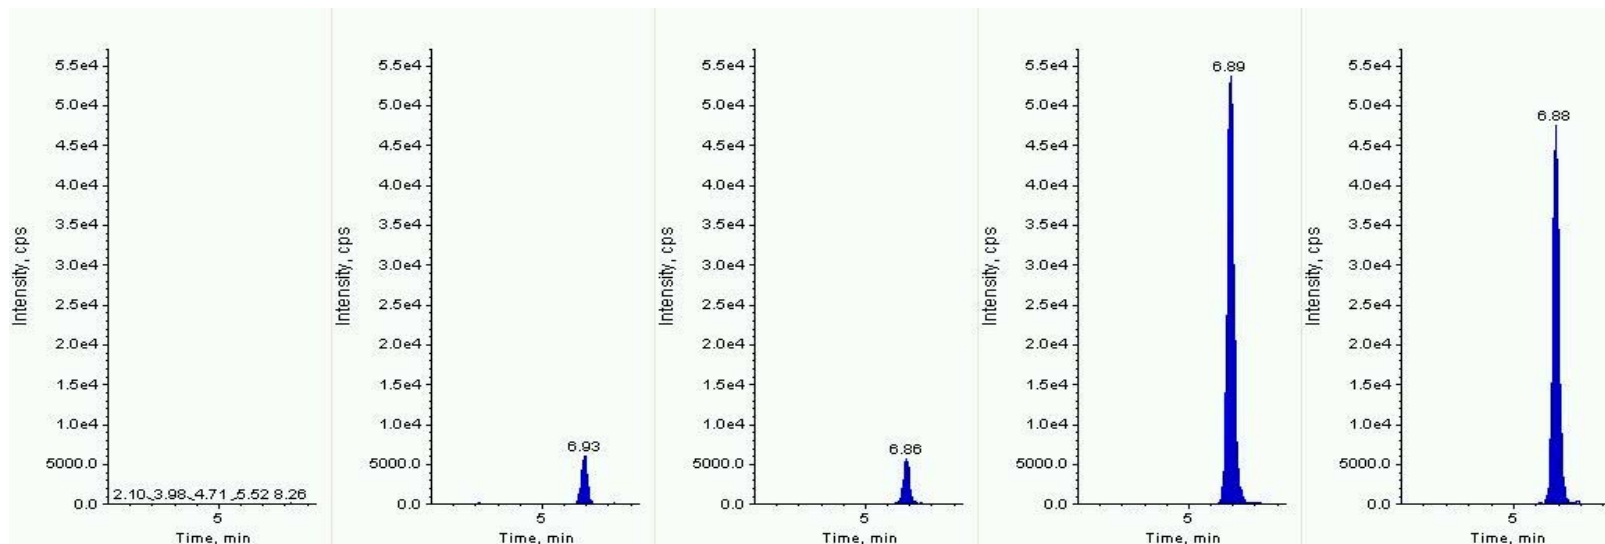 5.5e4 5.5e4 5.5e4 5.5e4 5.5e4
6.89
5.0e4 5.0e4 5.0e4 5.0e4 5.0e4
6.88
4.5e4 4.5e4 4.5e4 4.5e4 4.5e4
4.0e4 4.0e4 4.0e4 4.0e4 4.0e4
3.5e4 3.5e4 3.5e4 3.5e4 3.5e4
3.0e4 3.0e4 3.0e4 3.0e4 3.0e4
Intensity, cps Intensity, cps Intensity, cps Intensity, cps Intensity, cps
2.5e4 2.5e4 2.5e4 2.5e4 2.5e4
2.0e4 2.0e4 2.0e4 2.0e4 2.0e4
1.5e4 1.5e4 1.5e4 1.5e4 1.5e4
1.0e4 1.0e4 1.0e4 1.0e4 1.0e4
6.93 6.86
5000.0 5000.0 5000.0 5000.0 5000.0
2.10 3.98 4.71 5.52 8.26
0.0 0.0 0.0 0.0 0.0
5 5 5 5 5
Time, min Time, min Time, min Time, min Time, min